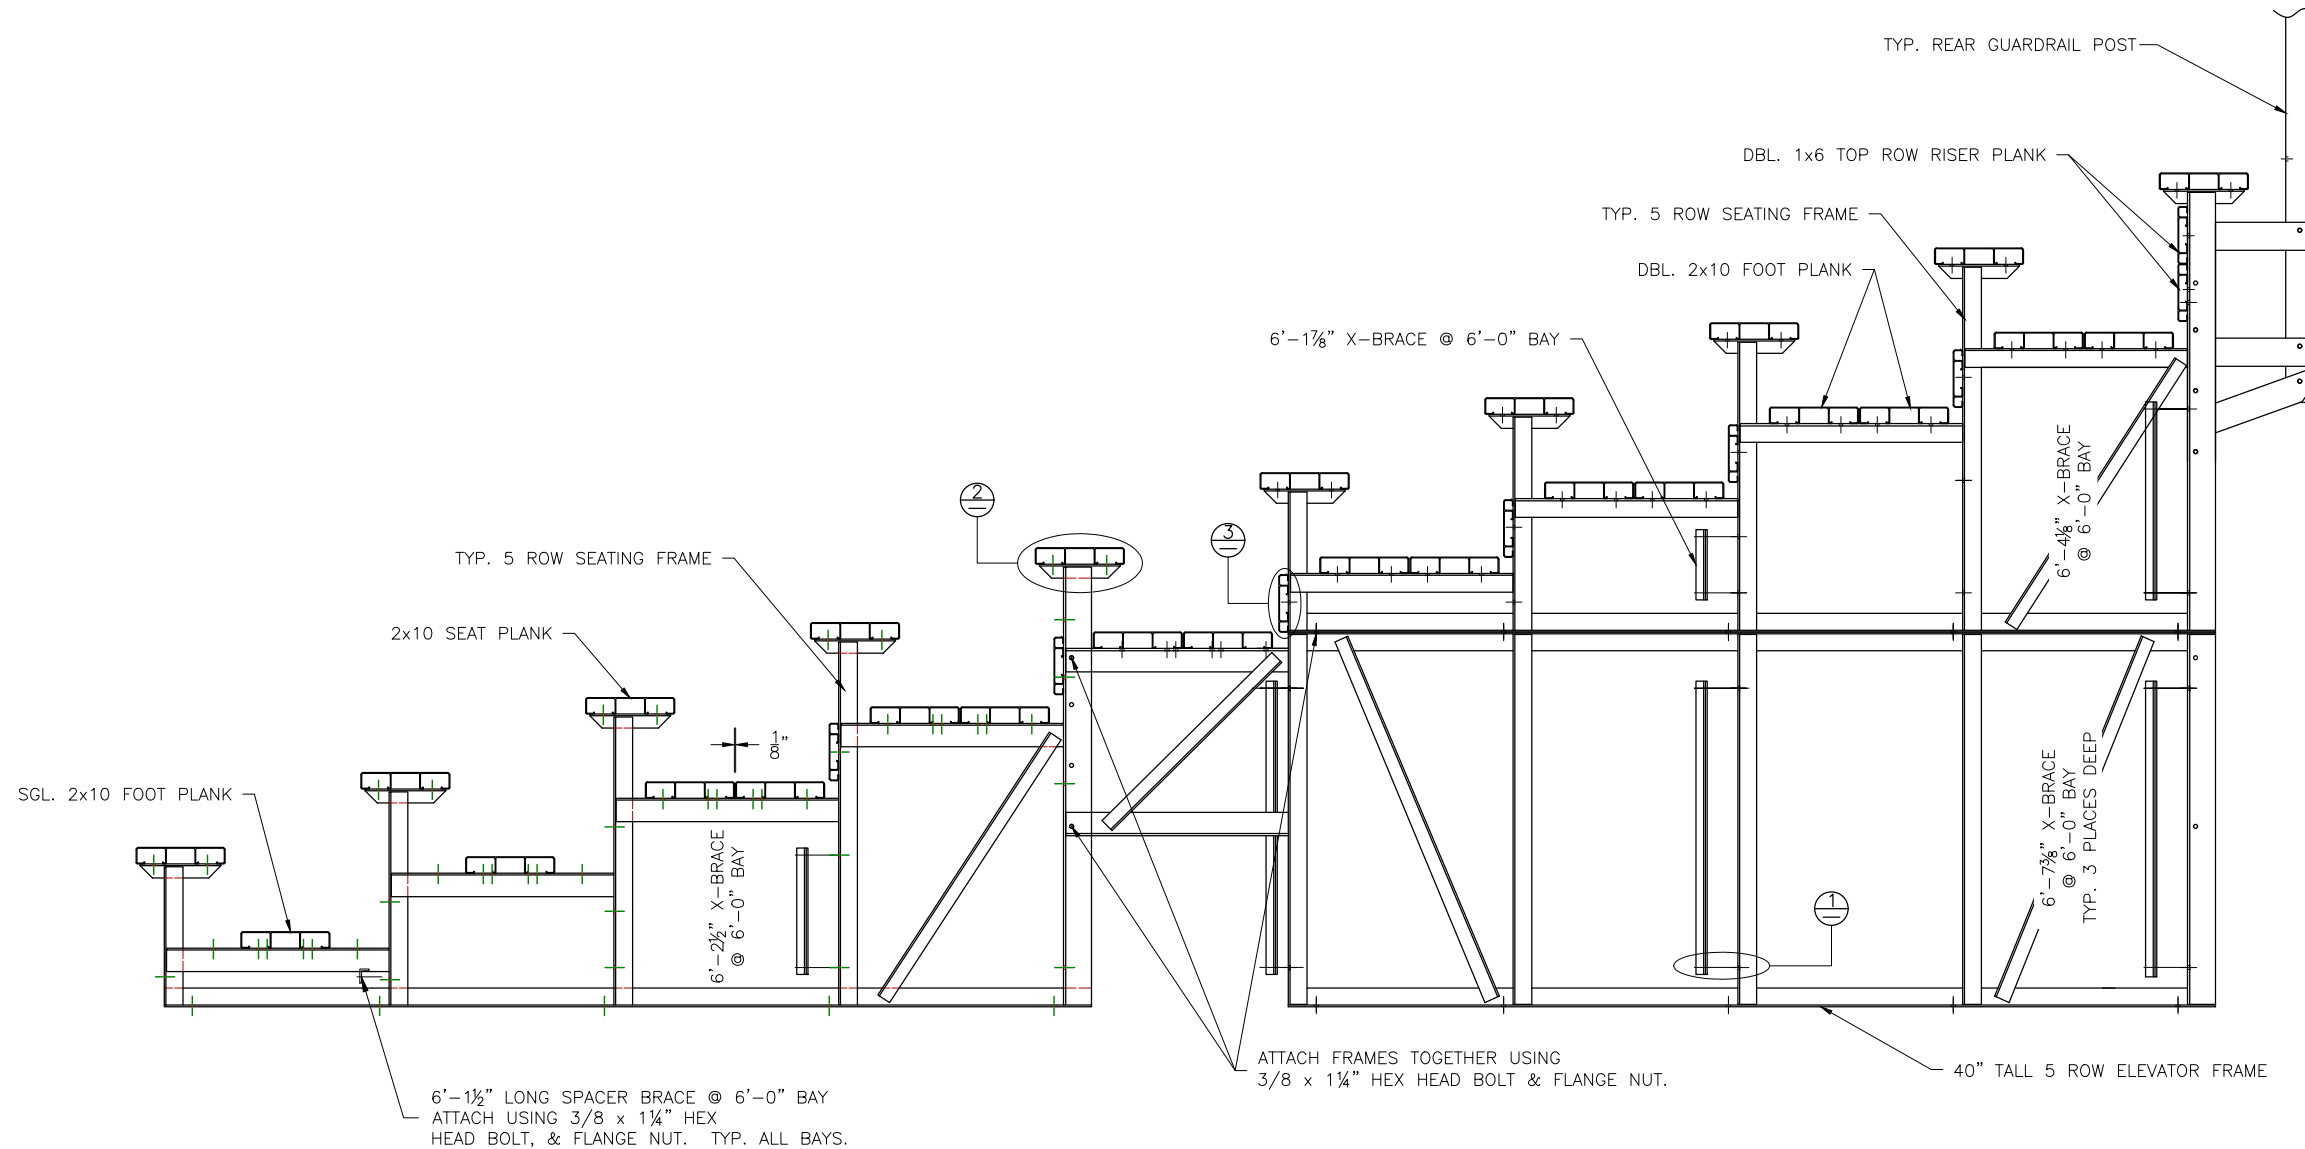 TYP. REAR GUARDRAIL POST
DBL. 1x6 TOP ROW RISER PLANK
TYP. 5 ROW SEATING FRAME
DBL. 2x10 FOOT PLANK
6'-1⅞" X-BRACE @ 6'-0" BAY
6'-4⅛" X-BRACE
@ 6'-0" BAY
2
3
TYP. 5 ROW SEATING FRAME
2x10 SEAT PLANK
⅛"
SGL. 2x10 FOOT PLANK
6'-2½" X-BRACE
@ 6'-0" BAY
6'-7⅜" X-BRACE
@ 6'-0" BAY
TYP. 3 PLACES DEEP
1
ATTACH FRAMES TOGETHER USING
3/8 x 1¼" HEX HEAD BOLT & FLANGE NUT.
40" TALL 5 ROW ELEVATOR FRAME
6'-1½" LONG SPACER BRACE @ 6'-0" BAY
ATTACH USING 3/8 x 1¼" HEX
HEAD BOLT, & FLANGE NUT. TYP. ALL BAYS.